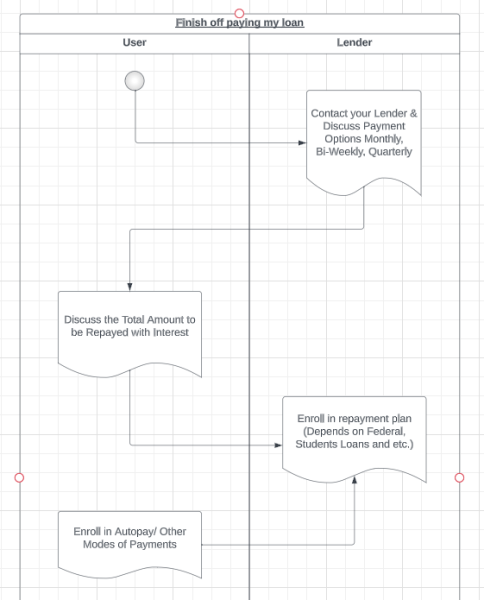 Finish off paying my loan
User
Lender
Contact your Lender &
Discuss Payment
Options Monthly,
Bi-Weekly, Quarterly
Discuss the Total Amount to
be Repayed with Interest
Enroll in repayment plan
(Depends on Federal,
Students Loans and etc.)
Enroll in Autopay/ Other
Modes of Payments